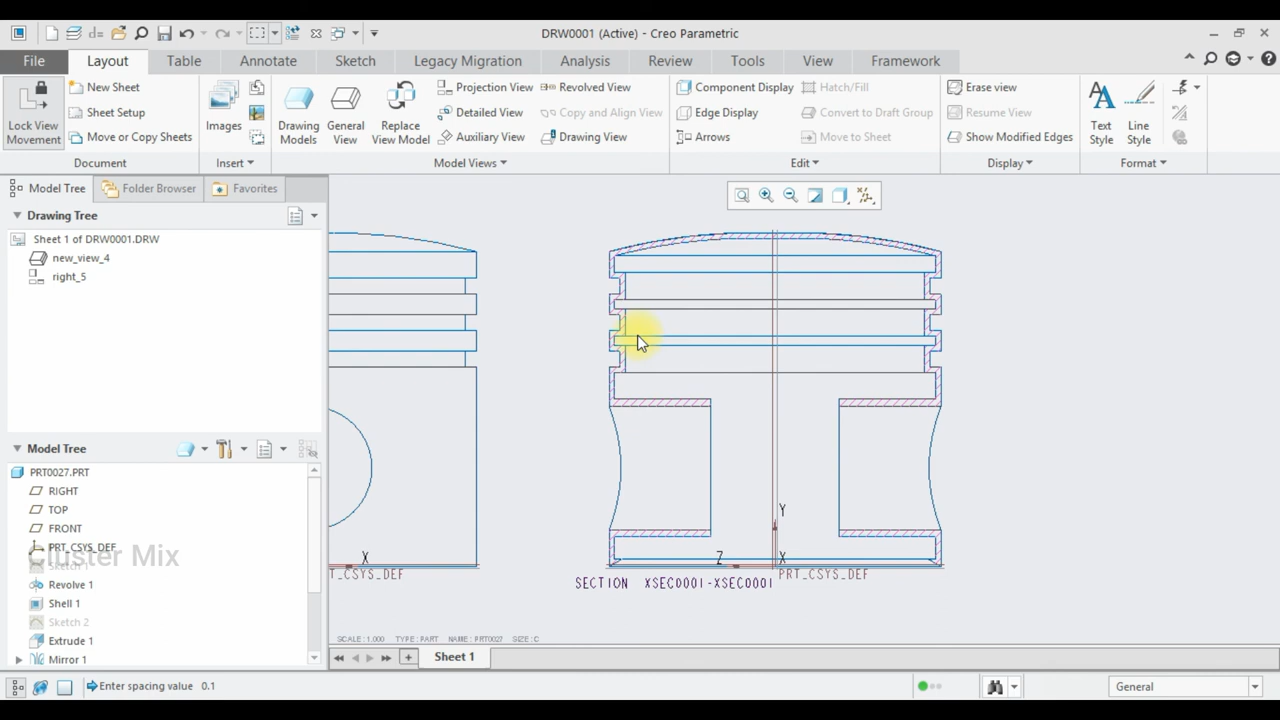 DRW0001 (Active) - Creo Parametric
File Layout Table Annotate Sketch Legacy Migration Analysis Review Tools View Framework
Lock View Movement
New Sheet
Sheet Setup
Move or Copy Sheets
Document
Images
Insert
Drawing Models
General View
Replace View Model
Projection View
Detailed View
Auxiliary View
Revolved View
Copy and Align View
Drawing View
Model Views
Component Display
Edge Display
Arrows
Hatch/Fill
Convert to Draft Group
Move to Sheet
Edit
Erase view
Resume View
Show Modified Edges
Display
Text Style
Line Style
Format
Model Tree Folder Browser Favorites
Drawing Tree
Sheet 1 of DRW0001.DRW
new_view_4
right_5
Model Tree
PRT0027.PRT
RIGHT
TOP
FRONT
PRT_CSYS_DEF
Cluster Mix
Revolve 1
Shell 1
Sketch 2
Extrude 1
Mirror 1
X
T_CSYS_DEF
Y
Z X
PRT_CSYS_DEF
SECTION XSEC0001-XSEC0001
SCALE : 1.000 TYPE : PART NAME : PRT0027 SIZE : C
Sheet 1
Enter spacing value 0.1
General